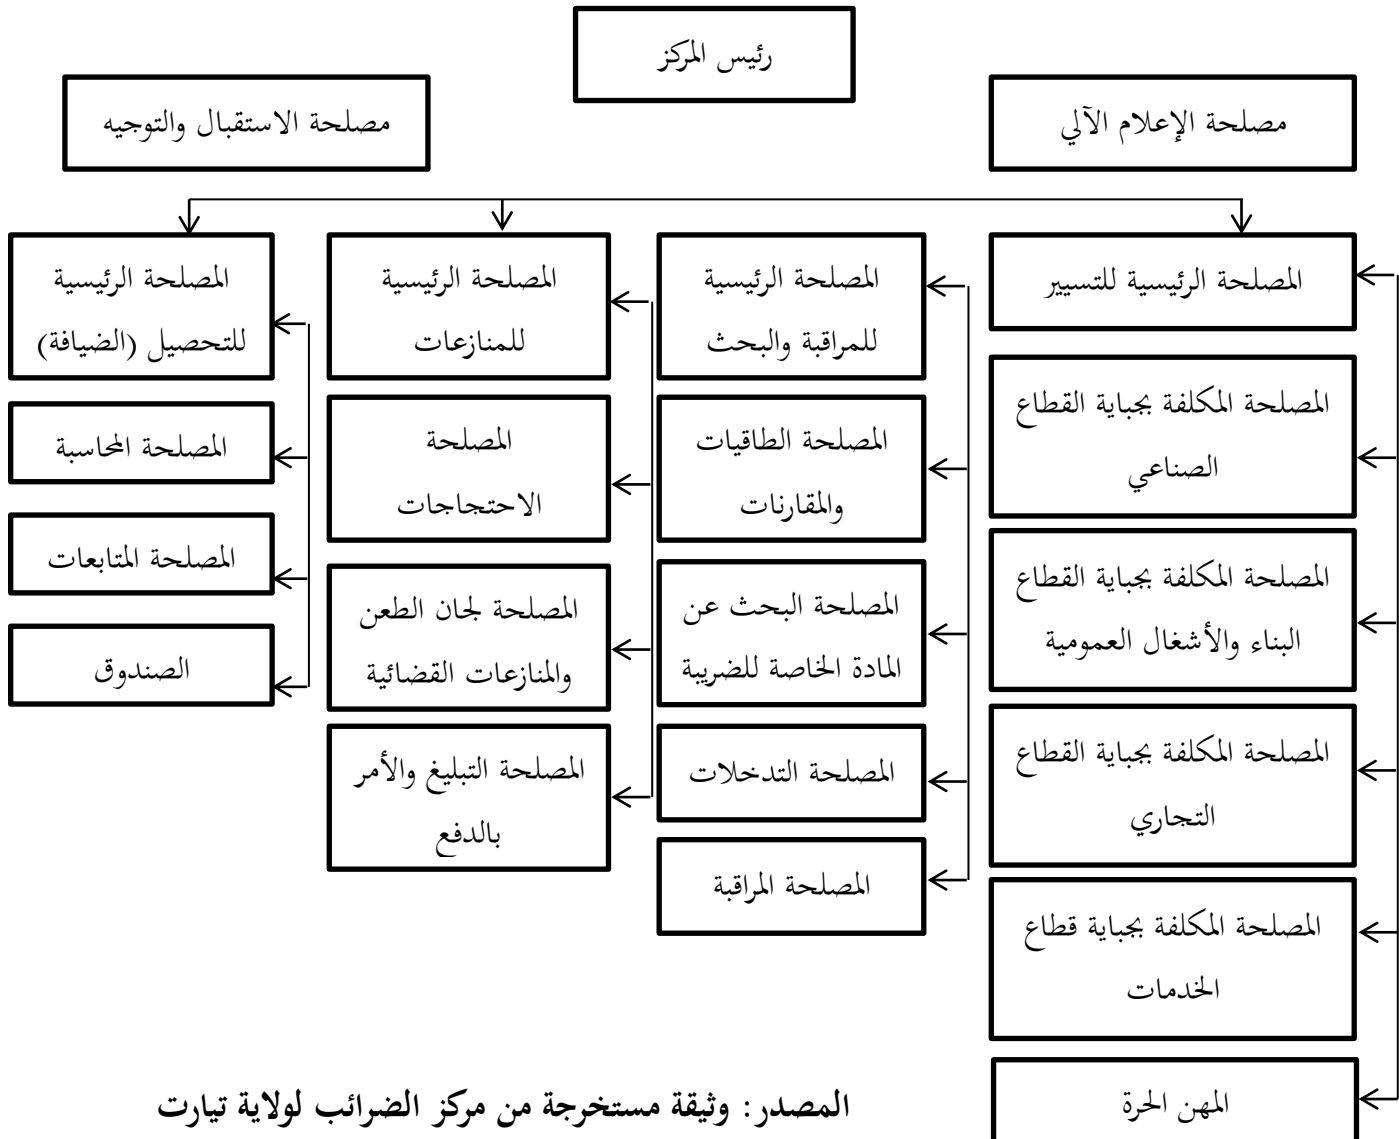 رئيس المركز
مصلحة الإعلام الآلي
مصلحة الاستقبال والتوجيه
المصلحة الرئيسية للتسيير
المصلحة المكلفة بجباية القطاع
الصناعي
المصلحة المكلفة بجباية القطاع
البناء والأشغال العمومية
المصلحة المكلفة بجباية القطاع
التجاري
المصلحة المكلفة بجباية قطاع
الخدمات
المهن الحرة
المصلحة الرئيسية
للمراقبة والبحث
المصلحة الطاقيات
والمقارنات
المصلحة البحث عن
المادة الخاصة للضريبة
المصلحة التدخلات
المصلحة المراقبة
المصلحة الرئيسية
للمنازعات
المصلحة
الاحتجاجات
المصلحة لجان الطعن
والمنازعات القضائية
المصلحة التبليغ والأمر
بالدفع
المصلحة الرئيسية
للتحصيل (الضيافة)
المصلحة المحاسبة
المصلحة المتابعات
الصندوق
المصدر: وثيقة مستخرجة من مركز الضرائب لولاية تيارت